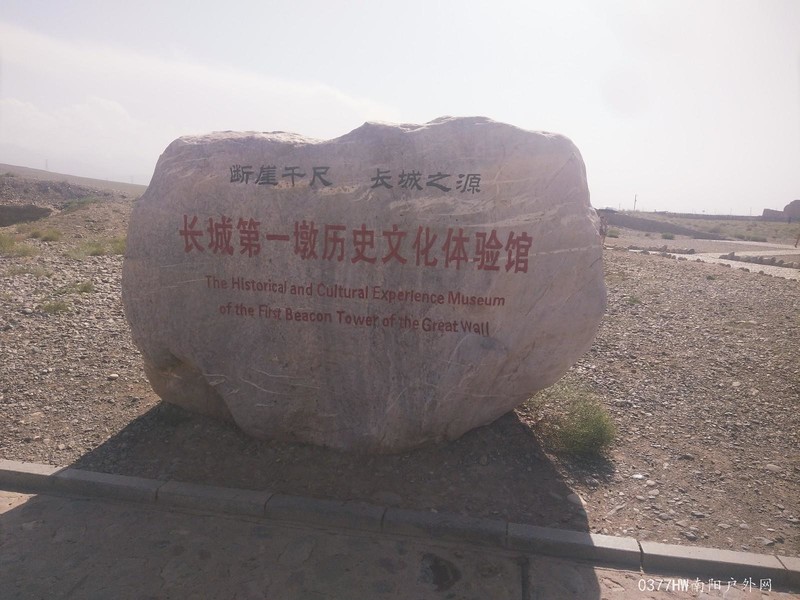 断崖千尺 长城之源
长城第一墩历史文化体验馆
The Historical and Cultural Experience Museum
of the First Beacon Tower of the Great Wall
0377HW南阳户外网